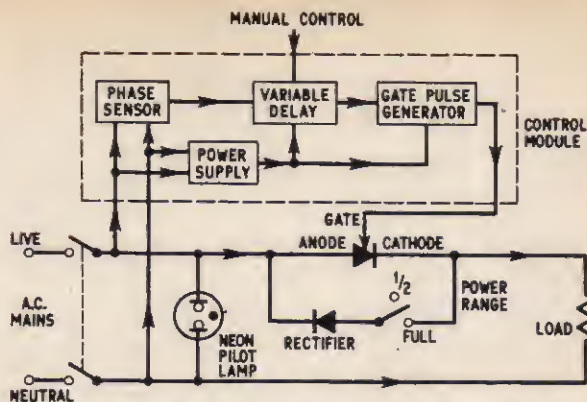 MANUAL CONTROL
PHASE
SENSOR
VARIABLE
DELAY
GATE PULSE
GENERATOR
POWER
SUPPLY
CONTROL
MODULE
GATE
LIVE
ANODE
CATHODE
1/2
POWER
RANGE
FULL
RECTIFIER
LOAD
A.C.
MAINS
NEON
PILOT
LAMP
NEUTRAL